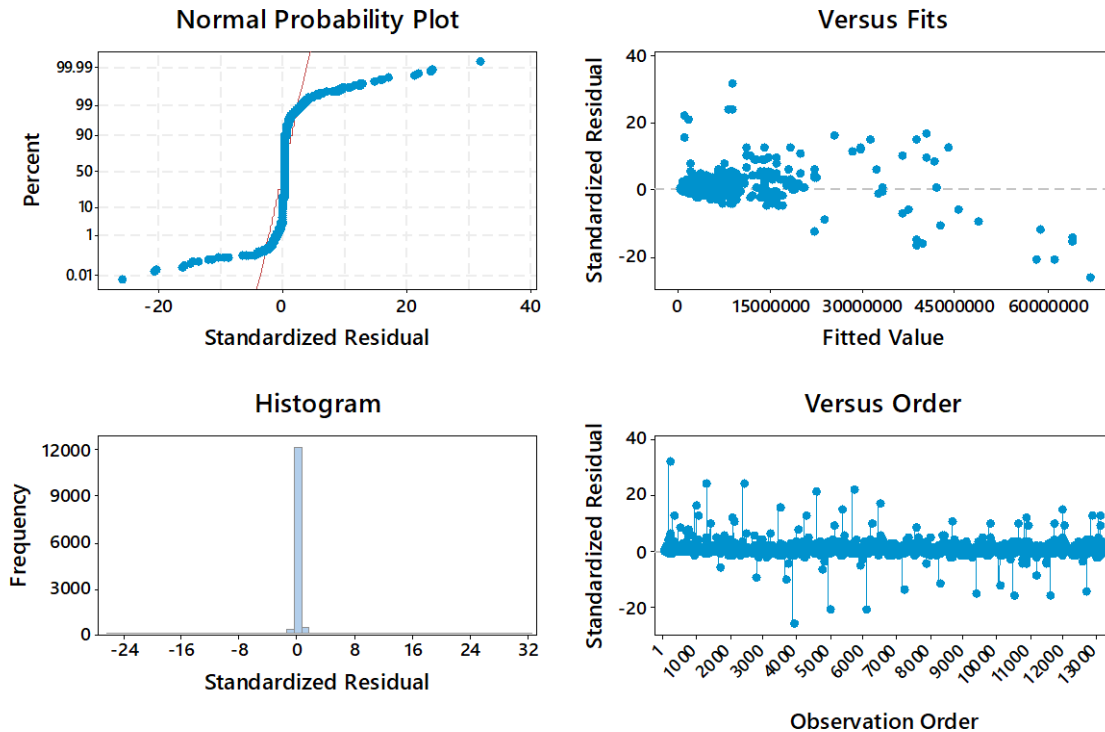 Normal Probability Plot
Percent
99.99
99
90
50
10
1
0.01
-20 0 20 40
Standardized Residual
Versus Fits
Standardized Residual
40
20
0
-20
0 15000000 30000000 45000000 60000000
Fitted Value
Histogram
Frequency
12000
9000
6000
3000
0
-24 -16 -8 0 8 16 24 32
Standardized Residual
Versus Order
Standardized Residual
40
20
0
-20
1 1000 2000 3000 4000 5000 6000 7000 8000 9000 10000 11000 12000 13000
Observation Order